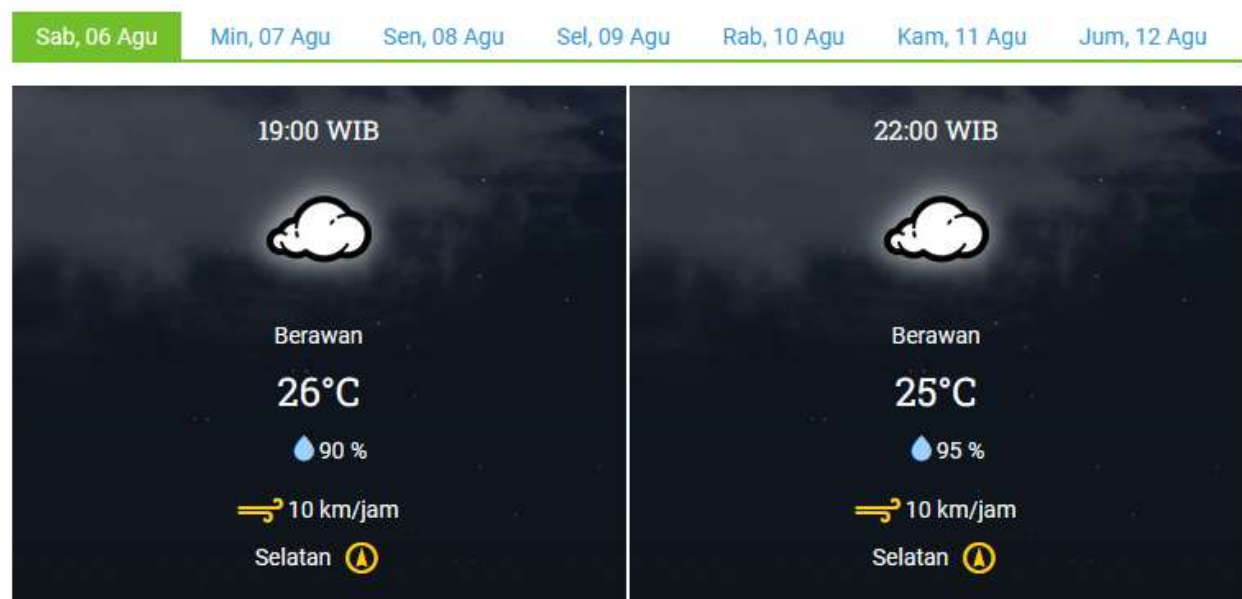 Sab, 06 Agu Min, 07 Agu Sen, 08 Agu Sel, 09 Agu Rab, 10 Agu Kam, 11 Agu Jum, 12 Agu
19:00 WIB
Berawan
26°C
90 %
10 km/jam
Selatan
22:00 WIB
Berawan
25°C
95 %
10 km/jam
Selatan